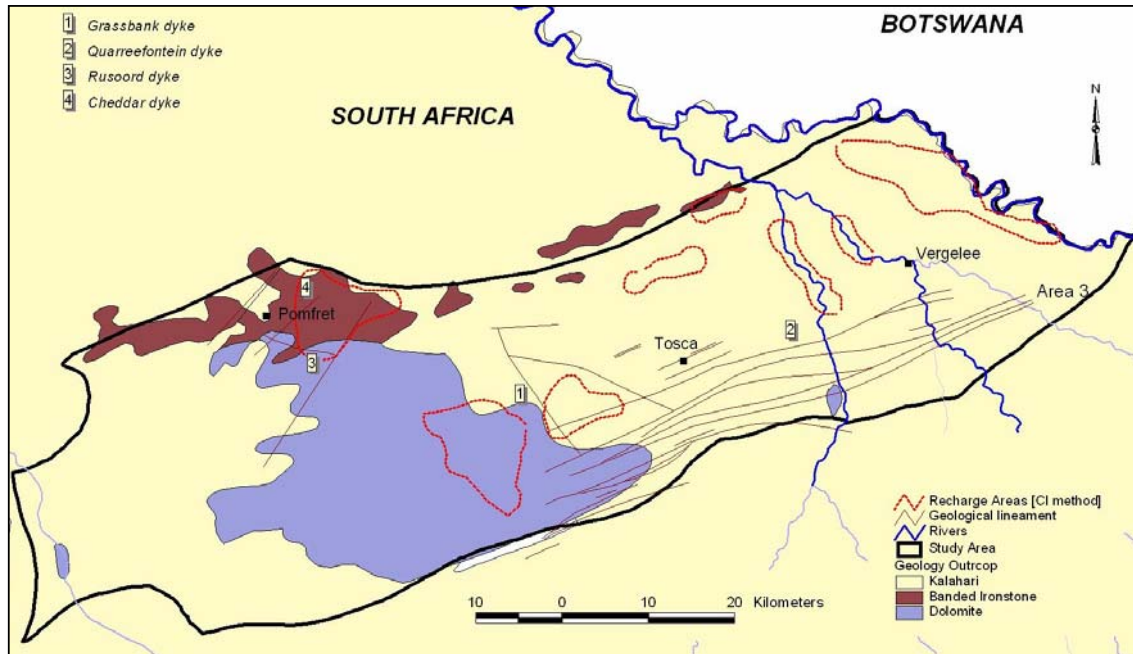 1 Grassbank dyke
2 Quarreefontein dyke
3 Rusoord dyke
4 Cheddar dyke
BOTSWANA
SOUTH AFRICA
N
Vergelee
4
Area 3
Pomfret
2
3
Tosca
1
Recharge Areas [Cl method]
Geological lineament
Rivers
Study Area
Geology Outrcop
Kalahari
Banded Ironstone
Dolomite
10 0 10 20 Kilometers